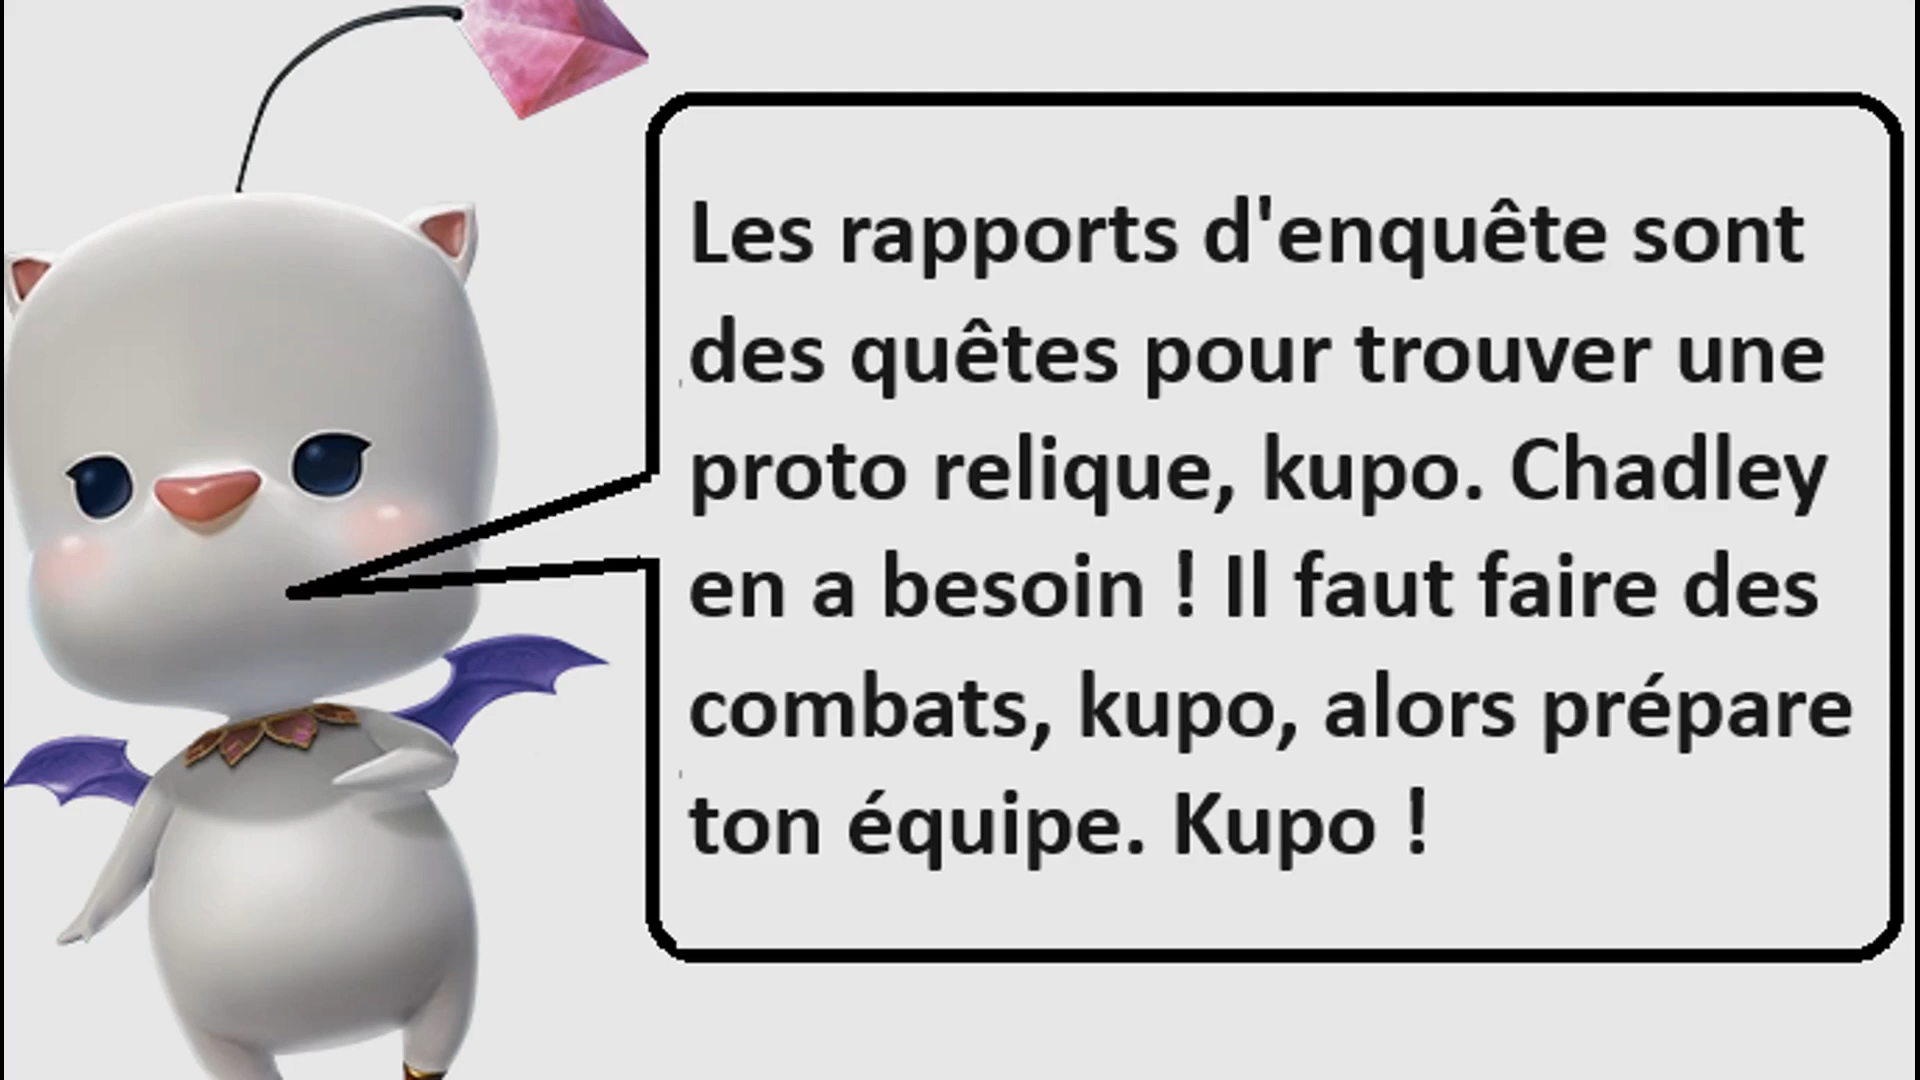 Les rapports d'enquête sont
des quêtes pour trouver une
proto relique, kupo. Chadley
en a besoin ! Il faut faire des
combats, kupo, alors prépare
ton équipe. Kupo !